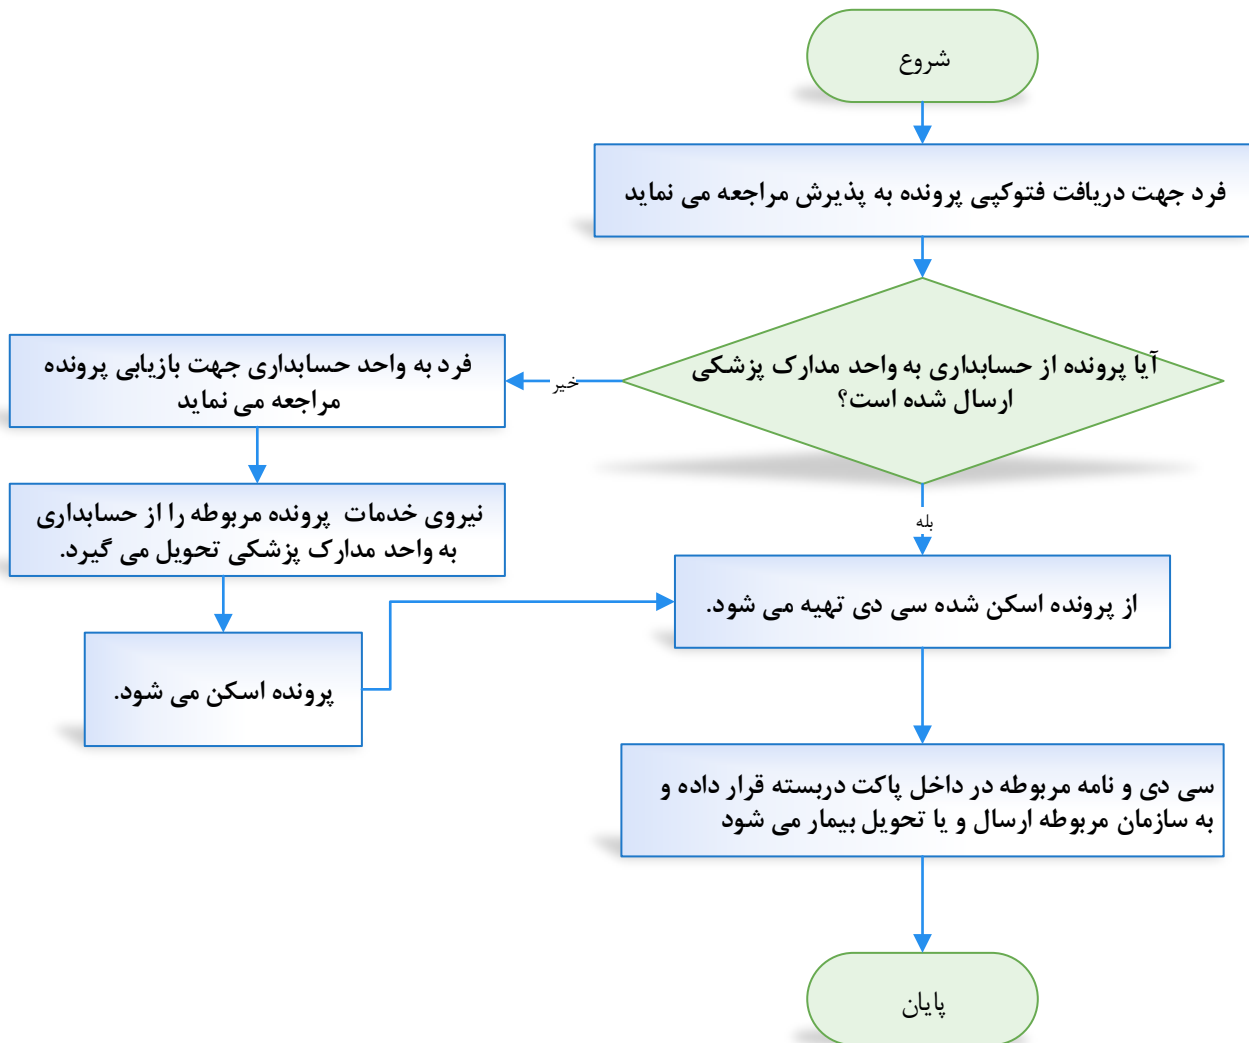 شروع
فرد جهت دریافت فتوکپی پرونده به پذیرش مراجعه می نماید
آیا پرونده از حسابداری به واحد مدارک پزشکی
ارسال شده است؟
خیر
فرد به واحد حسابداری جهت بازیابی پرونده
مراجعه می نماید
نیروی خدمات پرونده مربوطه را از حسابداری
به واحد مدارک پزشکی تحویل می گیرد.
پرونده اسکن می شود.
بله
از پرونده اسکن شده سی دی تهیه می شود.
سی دی و نامه مربوطه در داخل پاکت دربسته قرار داده و
به سازمان مربوطه ارسال و یا تحویل بیمار می شود
پایان